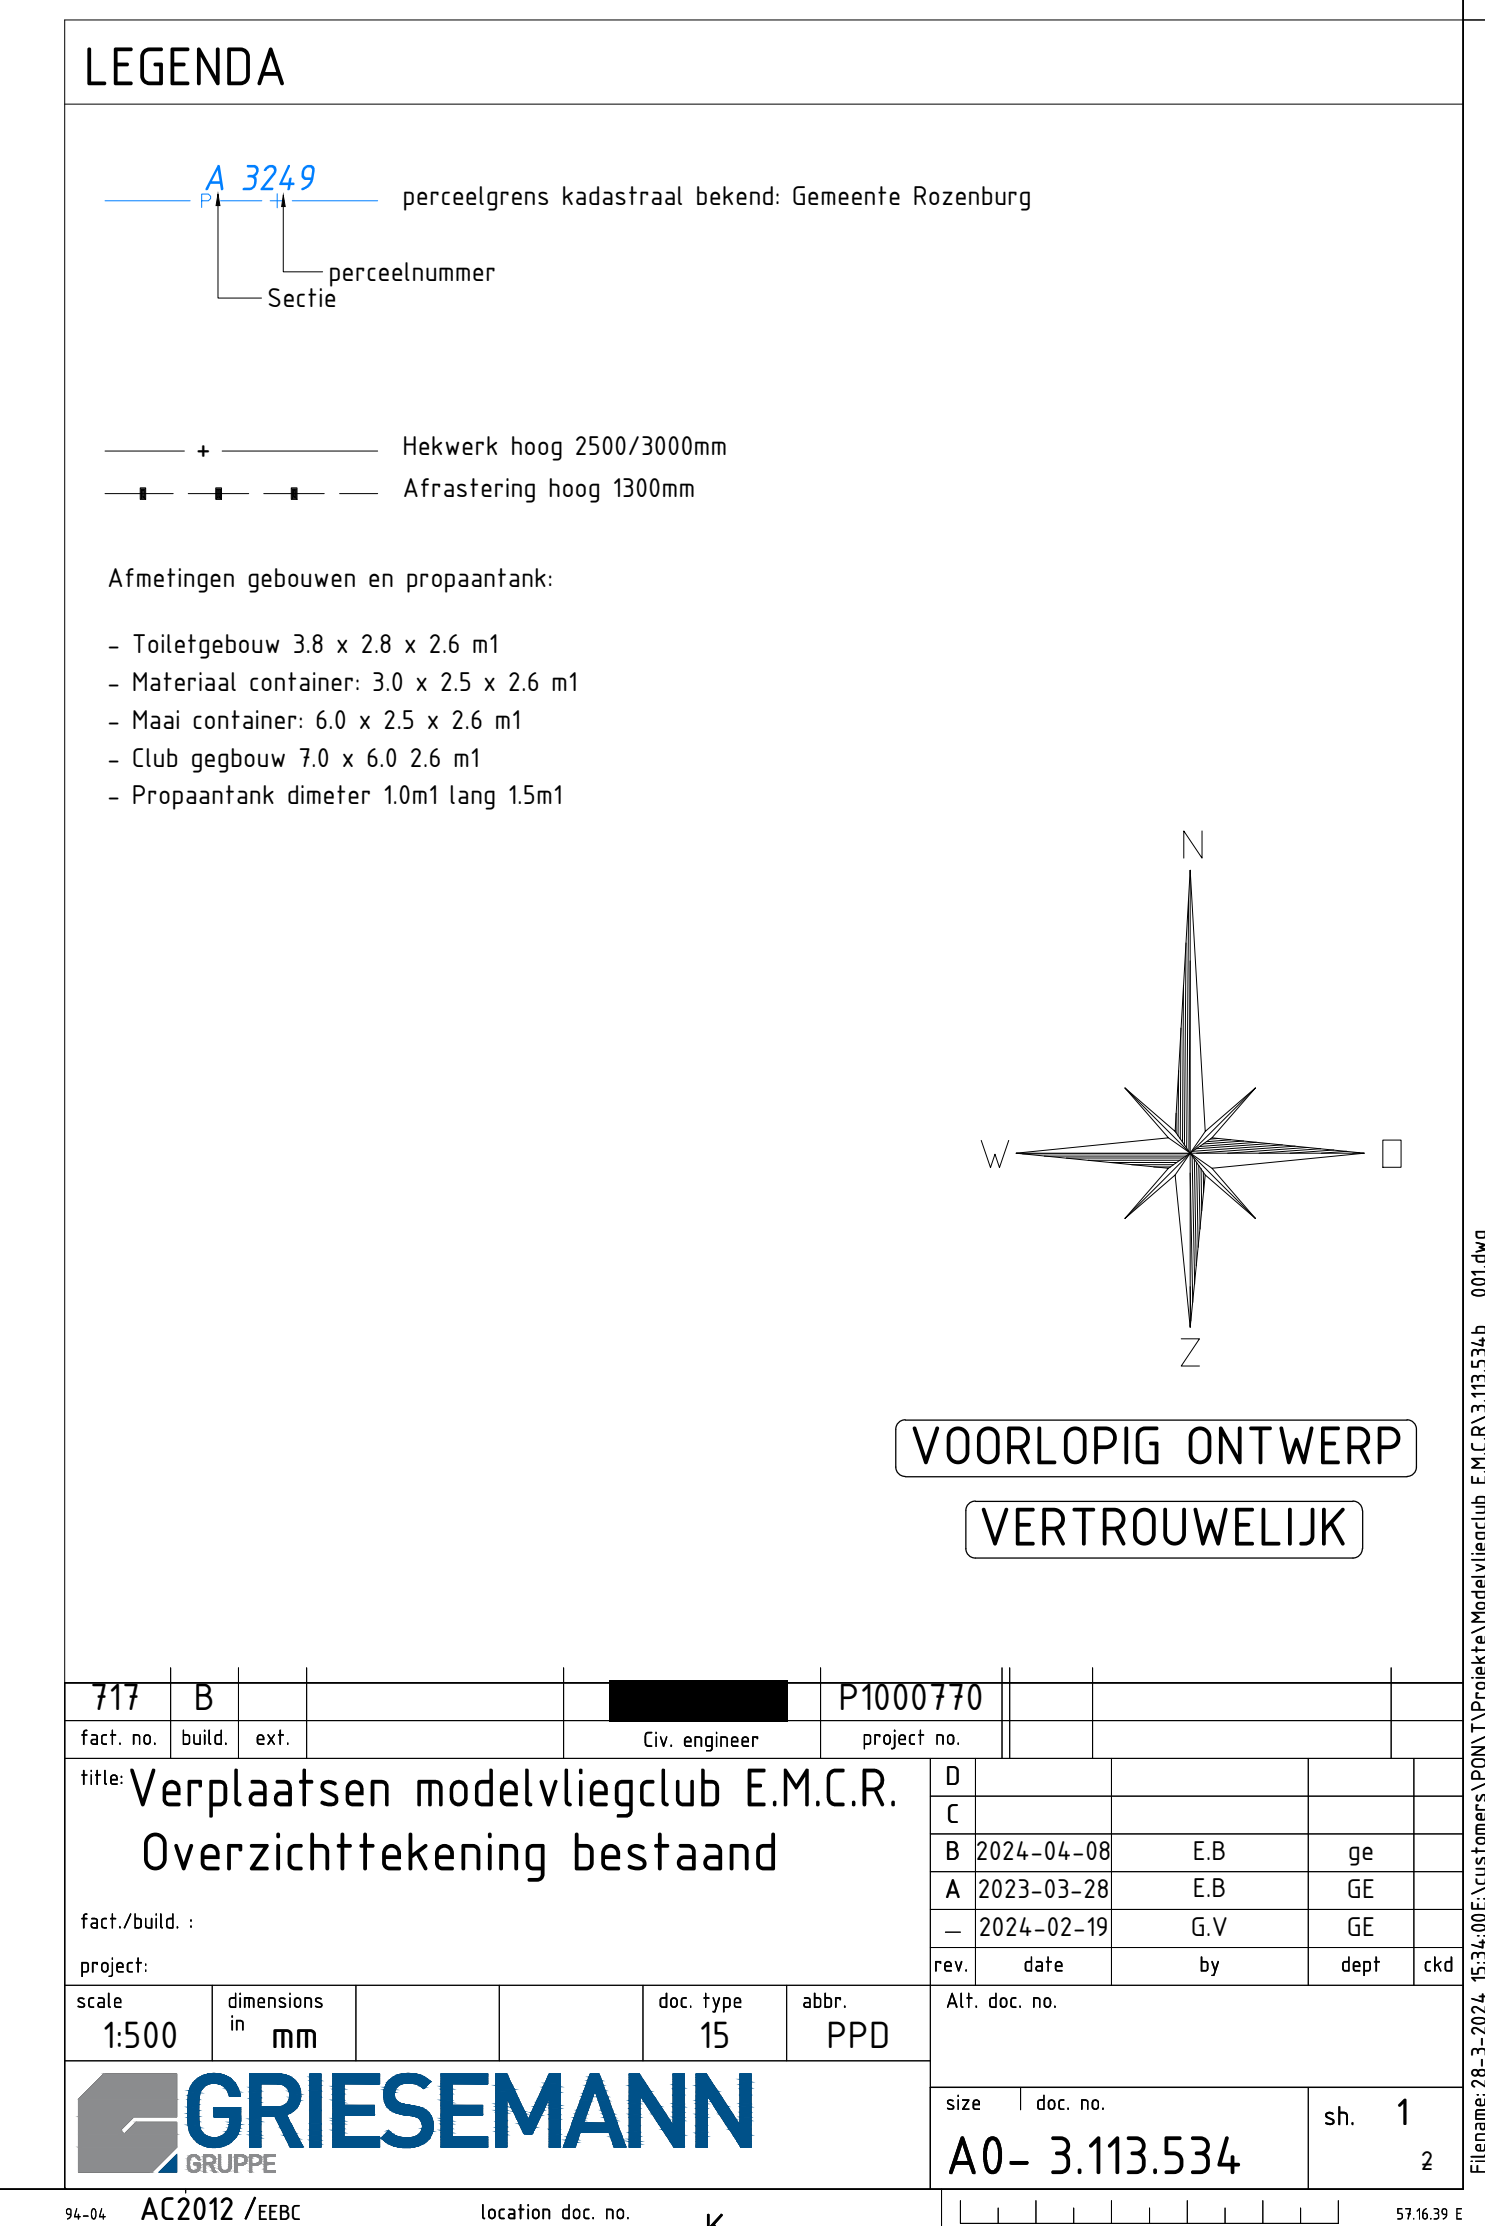 LEGENDA
A 3249
P
perceelgrens kadastraal bekend: Gemeente Rozenburg
perceelnummer
Sectie
Hekwerk hoog 2500/3000mm
Afrastering hoog 1300mm
Afmetingen gebouwen en propaantank:
- Toiletgebouw 3.8 x 2.8 x 2.6 m1
- Materiaal container: 3.0 x 2.5 x 2.6 m1
- Maai container: 6.0 x 2.5 x 2.6 m1
- Club gegbouw 7.0 x 6.0 2.6 m1
- Propaantank dimeter 1.0m1 lang 1.5m1
N
W O
Z
VOORLOPIG ONTWERP
VERTROUWELIJK
717 B P1000770
fact. no. build. ext. Civ. engineer project no.
title: Verplaatsen modelvliegclub E.M.C.R.
Overzichttekening bestaand
fact./build. :
project:
D
C
B 2024-04-08 E.B ge
A 2023-03-28 E.B GE
— 2024-02-19 G.V GE
rev. date by dept ckd
scale dimensions doc. type abbr.
1:500 in mm 15 PPD
Alt. doc. no.
GRIESEMANN
GRUPPE
size doc. no.
A0- 3.113.534
sh. 1
2
94-04 AC2012 /EEBC location doc. no. 57.16.39 E
Filename: 28-3-2024 15:34:00E:\customers\PON\T\Projekte\Modelvliegclub E.M.C.R\3.113.534b 001.dwg